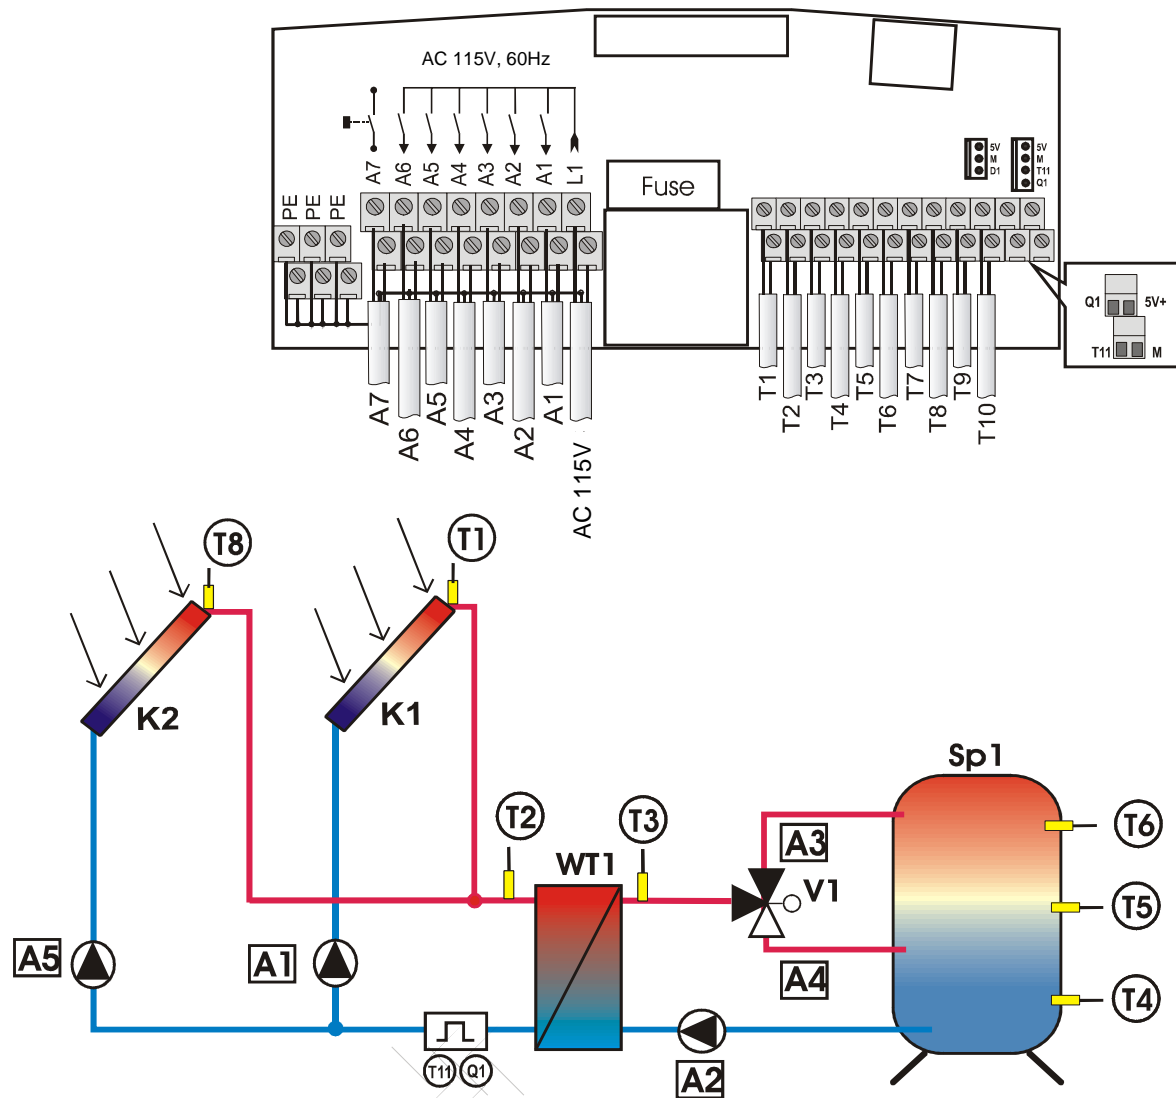 AC 115V, 60Hz
A7 A6 A5 A4 A3 A2 A1 L1
PE PE PE
Fuse
5V
M
D1
5V
M
T11
Q1
Q1 5V+
T11 M
A7 A6 A5 A4 A3 A2 A1 AC 115V
T1 T2 T3 T4 T5 T6 T7 T8 T9 T10
T8
T1
K2
K1
Sp1
T2
T3
T6
A3
WT1
V1
T5
A5
A1
A4
T4
T11 Q1
A2